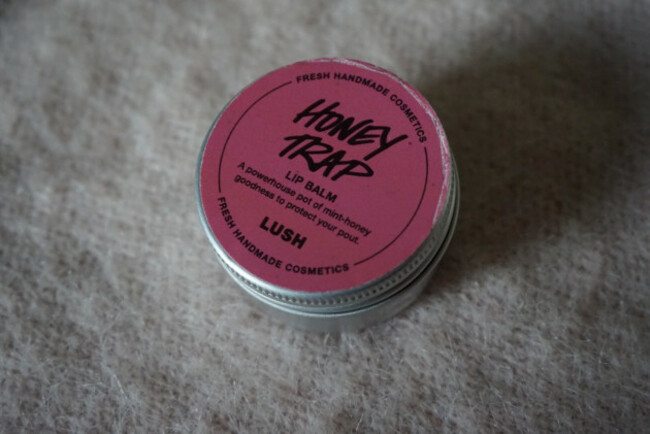 FRESH HANDMADE COSMETICS
HONEY
TRAP
LIP BALM
A powerhouse pot of mint-honey
goodness to protect your pout.
LUSH
FRESH HANDMADE COSMETICS